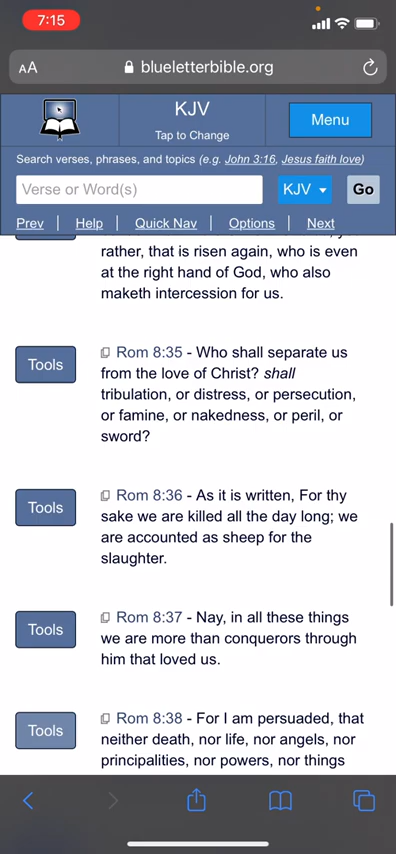 7:15
AA blueletterbible.org
KJV
Tap to Change
Menu
Search verses, phrases, and topics (e.g. John 3:16, Jesus faith love)
Verse or Word(s)
KJV
Go
Prev | Help | Quick Nav | Options | Next
rather, that is risen again, who is even
at the right hand of God, who also
maketh intercession for us.
Tools
Rom 8:35 - Who shall separate us
from the love of Christ? shall
tribulation, or distress, or persecution,
or famine, or nakedness, or peril, or
sword?
Tools
Rom 8:36 - As it is written, For thy
sake we are killed all the day long; we
are accounted as sheep for the
slaughter.
Tools
Rom 8:37 - Nay, in all these things
we are more than conquerors through
him that loved us.
Tools
Rom 8:38 - For I am persuaded, that
neither death, nor life, nor angels, nor
principalities, nor powers, nor things